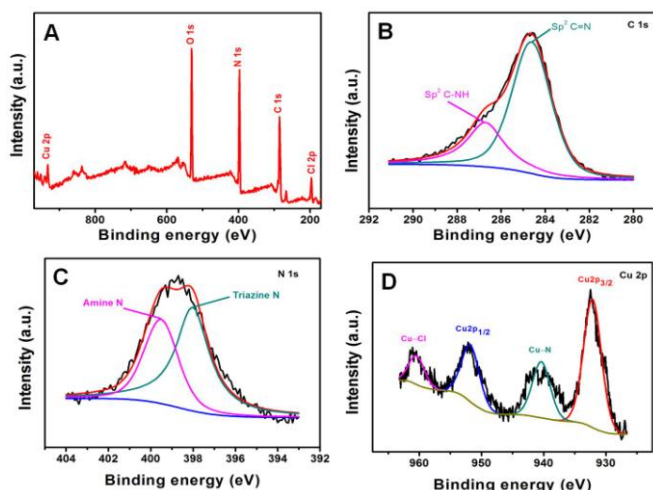 A
Intensity (a.u.)
Cu 2p
O 1s
N 1s
C 1s
Cl 2p
800
600
400
200
Binding energy (eV)
B
C 1s
Sp² C=N
Sp² C-NH
Intensity (a.u.)
292
290
288
286
284
282
280
Binding energy (eV)
C
N 1s
Amine N
Triazine N
Intensity (a.u.)
404
402
400
398
396
394
392
Binding energy (eV)
D
Cu 2p
Cu2p3/2
Cu2p1/2
Cu-N
Cu-Cl
Intensity (a.u.)
960
950
940
930
Binding energy (eV)